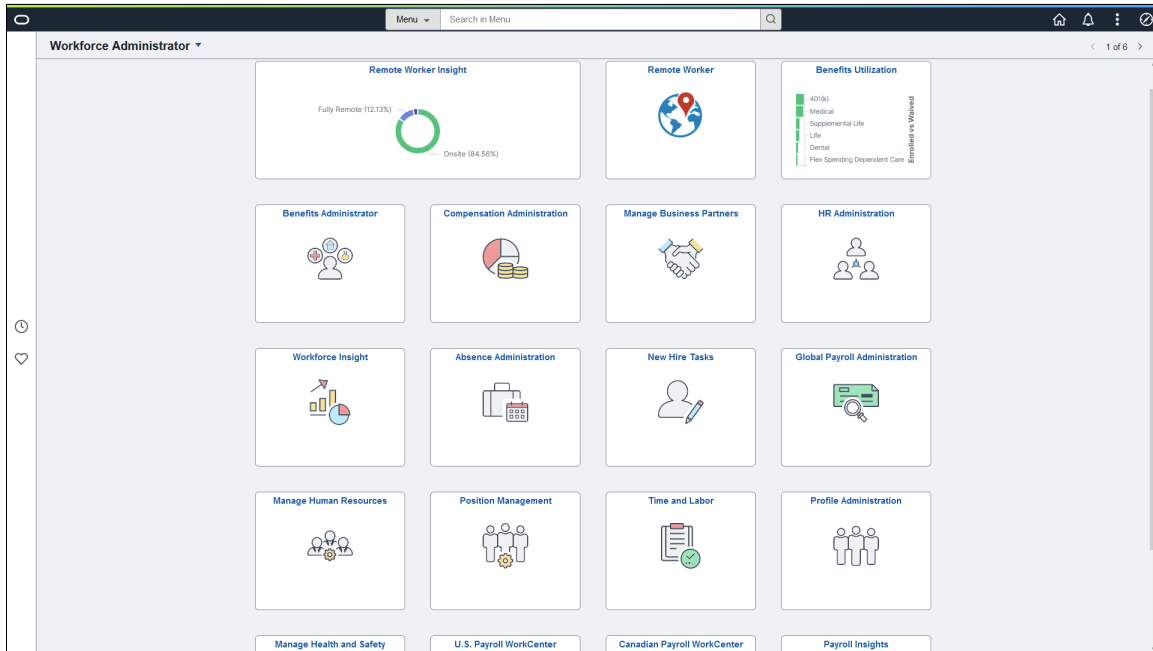 Menu
Search in Menu
Workforce Administrator
1 of 6
Remote Worker Insight
Fully Remote (12.13%)
Onsite (84.56%)
Remote Worker
Benefits Utilization
401(k)
Medical
Supplemental Life
Life
Dental
Flex Spending Dependent Care
Enrolled vs Waived
Benefits Administrator
Compensation Administration
Manage Business Partners
HR Administration
Workforce Insight
Absence Administration
New Hire Tasks
Global Payroll Administration
Manage Human Resources
Position Management
Time and Labor
Profile Administration
Manage Health and Safety
U.S. Payroll WorkCenter
Canadian Payroll WorkCenter
Payroll Insights